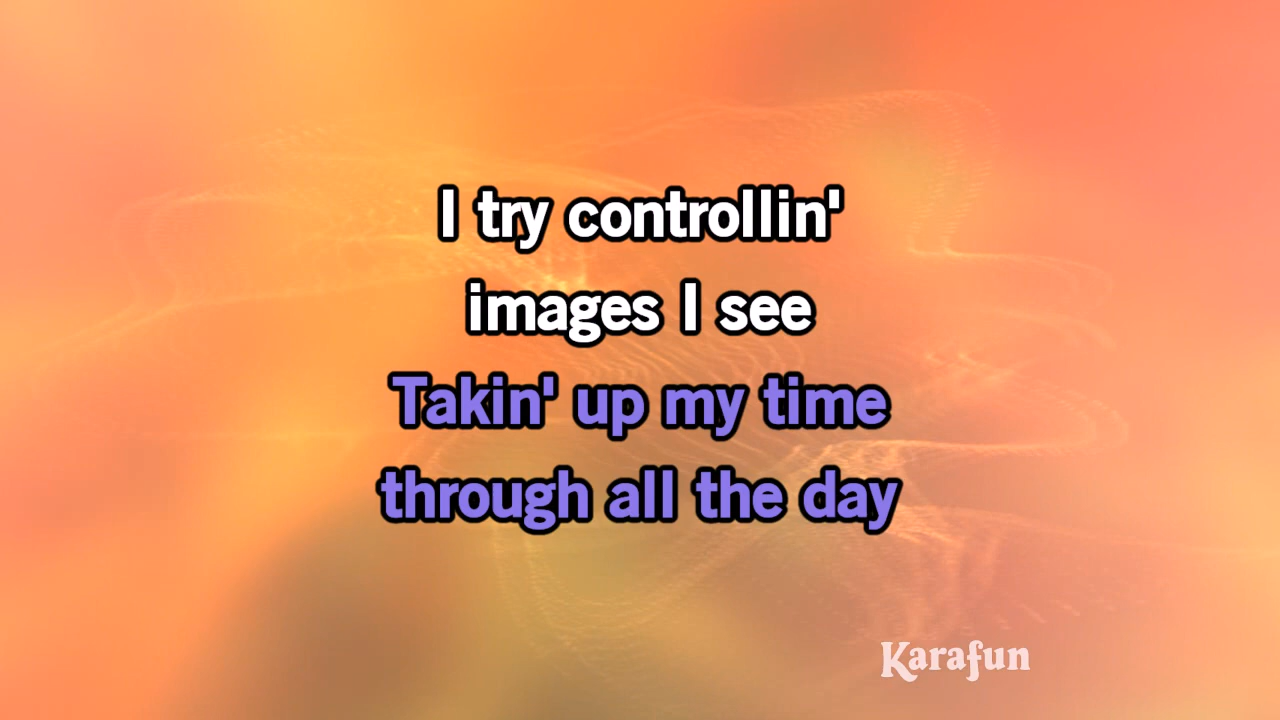 I try controllin'
images I see
Takin' up my time
through all the day
Karafun